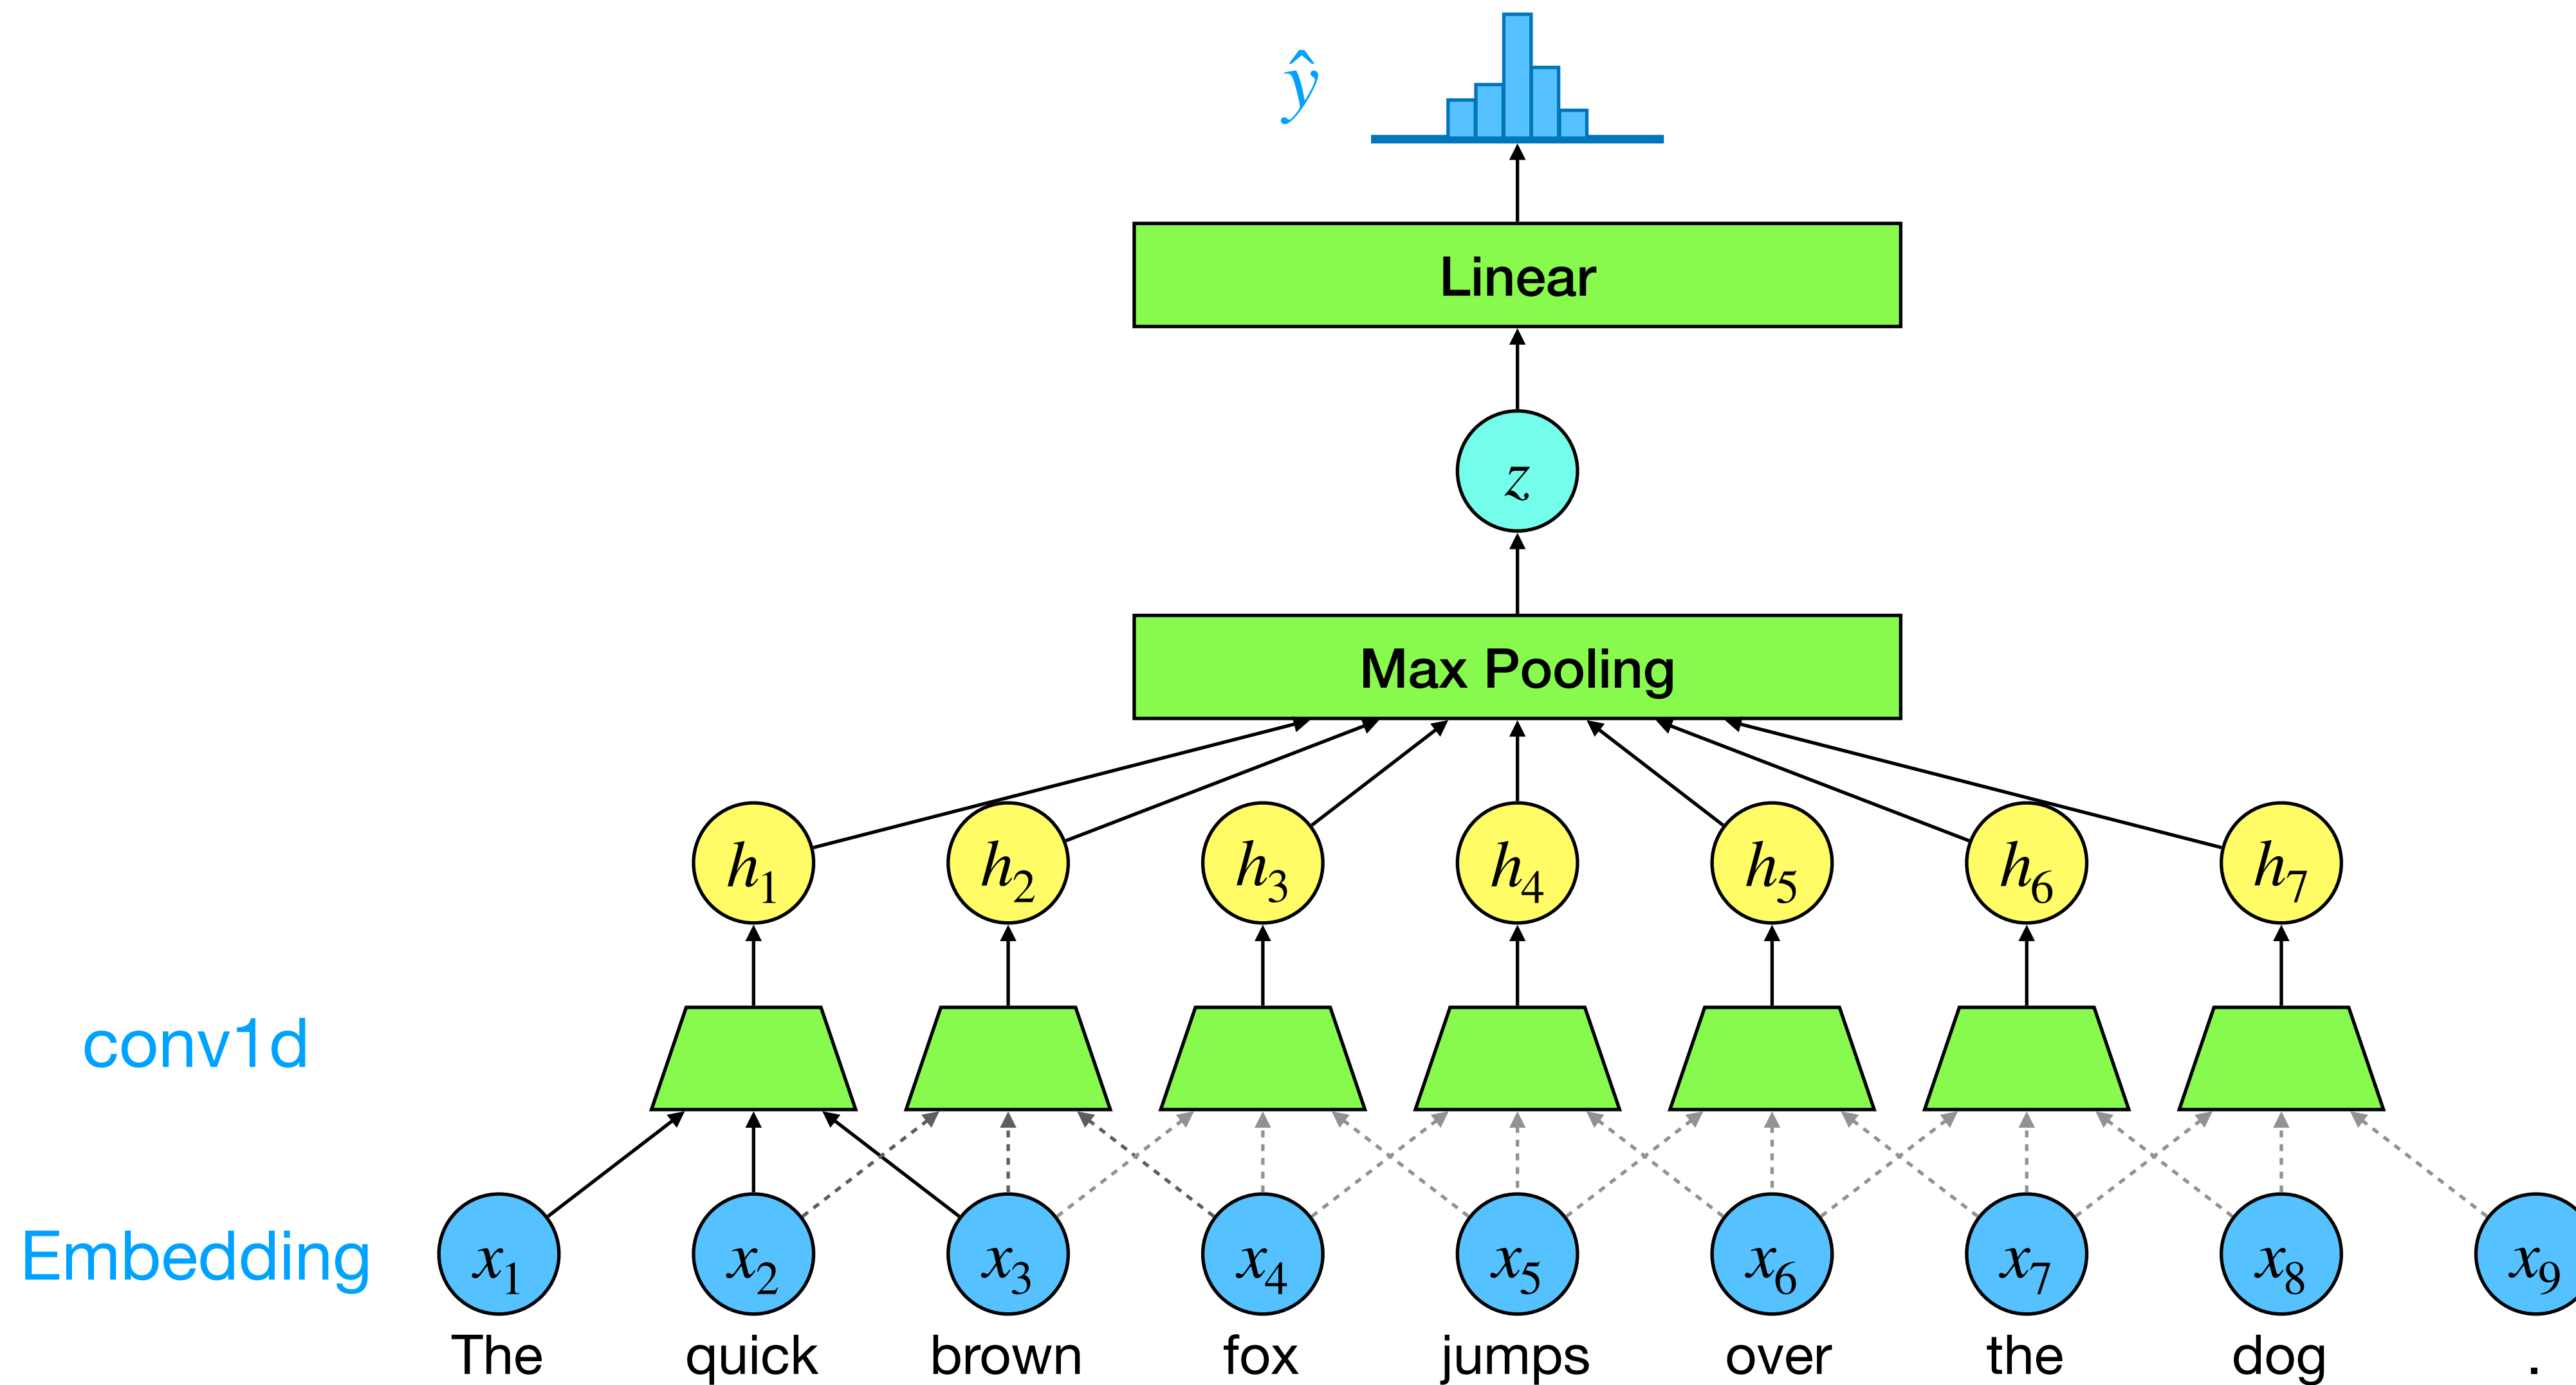 ŷ
Linear
z
Max Pooling
h₁ h₂ h₃ h₄ h₅ h₆ h₇
conv1d
Embedding x₁ x₂ x₃ x₄ x₅ x₆ x₇ x₈ x₉
The quick brown fox jumps over the dog .